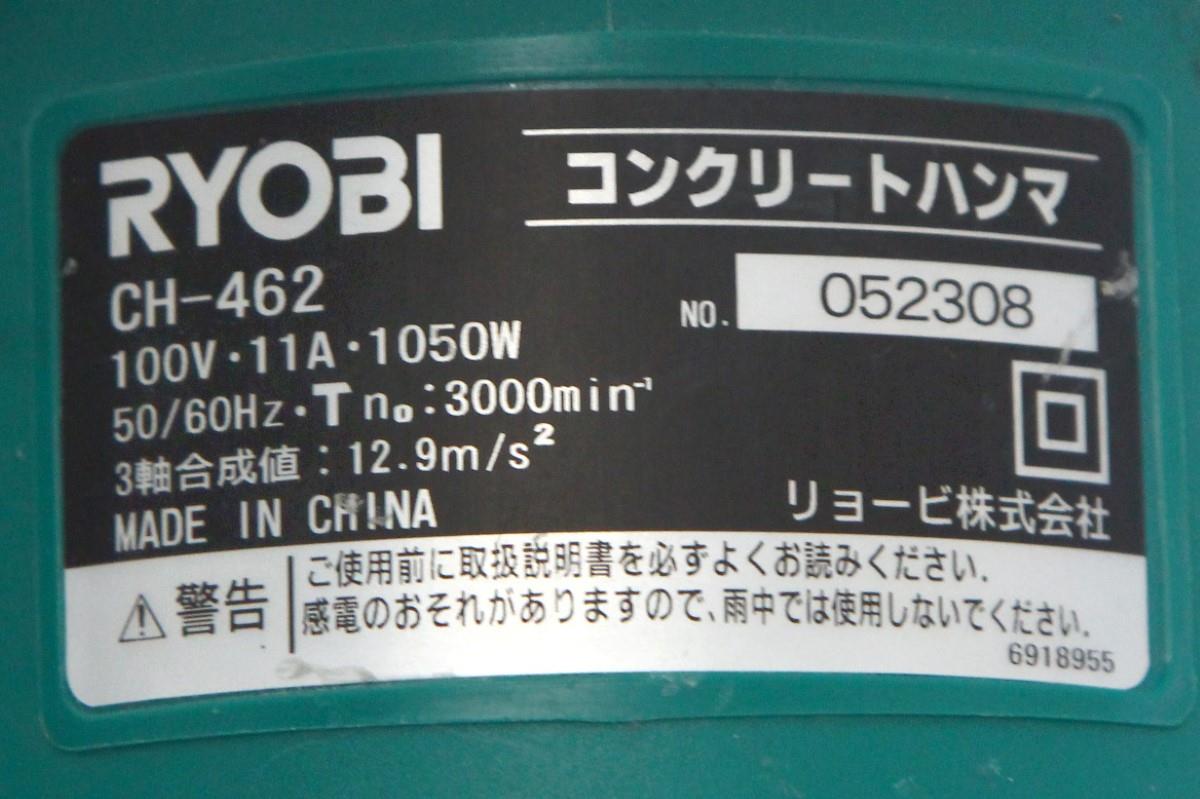 RYOBI
コンクリートハンマ
CH-462
NO. 052308
100V・11A・1050W
50/60Hz・T n₀:3000min⁻¹
3軸合成値:12.9m/s²
MADE IN CHINA
リョービ株式会社
⚠警告
ご使用前に取扱説明書を必ずよくお読みください.
感電のおそれがありますので、雨中では使用しないでください.
6918955